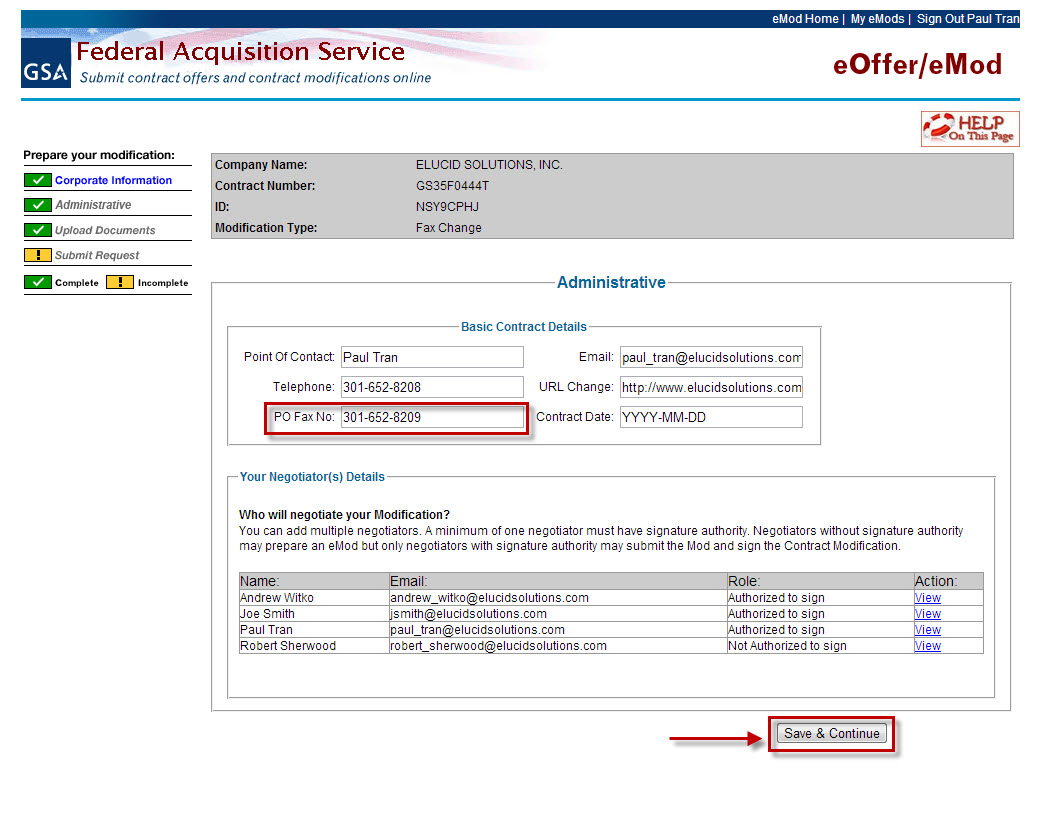 eMod Home | My eMods | Sign Out Paul Tran
GSA
Federal Acquisition Service
Submit contract offers and contract modifications online
eOffer/eMod
HELP
On This Page
Prepare your modification:
Corporate Information
Administrative
Upload Documents
! Submit Request
Complete ! Incomplete
Company Name: ELUCID SOLUTIONS, INC.
Contract Number: GS35F0444T
ID: NSY9CPHJ
Modification Type: Fax Change
Administrative
Basic Contract Details
Point Of Contact: Paul Tran Email: paul_tran@elucidsolutions.com
Telephone: 301-652-8208 URL Change: http://www.elucidsolutions.com
PO Fax No: 301-652-8209 Contract Date: YYYY-MM-DD
Your Negotiator(s) Details
Who will negotiate your Modification?
You can add multiple negotiators. A minimum of one negotiator must have signature authority. Negotiators without signature authority
may prepare an eMod but only negotiators with signature authority may submit the Mod and sign the Contract Modification.
Name: Email: Role: Action:
Andrew Witko andrew_witko@elucidsolutions.com Authorized to sign View
Joe Smith jsmith@elucidsolutions.com Authorized to sign View
Paul Tran paul_tran@elucidsolutions.com Authorized to sign View
Robert Sherwood robert_sherwood@elucidsolutions.com Not Authorized to sign View
Save & Continue